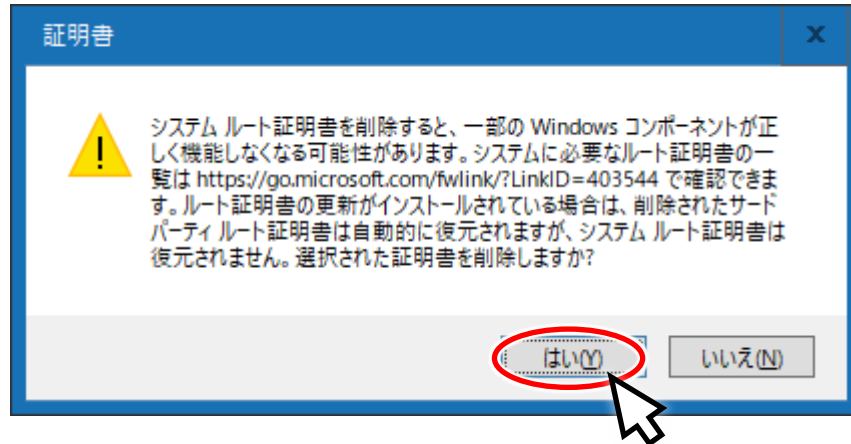 証明書
x
システム ルート証明書を削除すると、一部の Windows コンポーネントが正
しく機能しなくなる可能性があります。システムに必要なルート証明書の一
覧は https://go.microsoft.com/fwlink/?LinkID=403544 で確認できま
す。ルート証明書の更新がインストールされている場合は、削除されたサード
パーティ ルート証明書は自動的に復元されますが、システム ルート証明書は
復元されません。選択された証明書を削除しますか?
はい(Y)
いいえ(N)